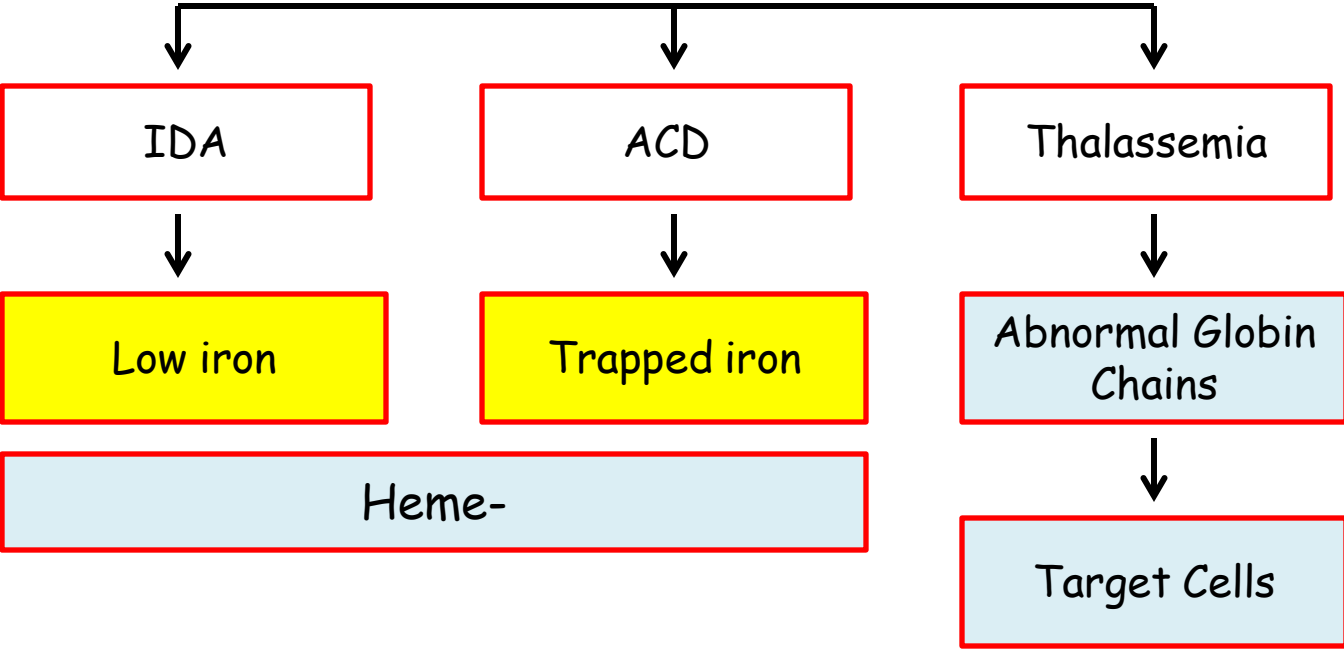 IDA
ACD
Thalassemia
Low iron
Trapped iron
Abnormal Globin
Chains
Heme-
Target Cells